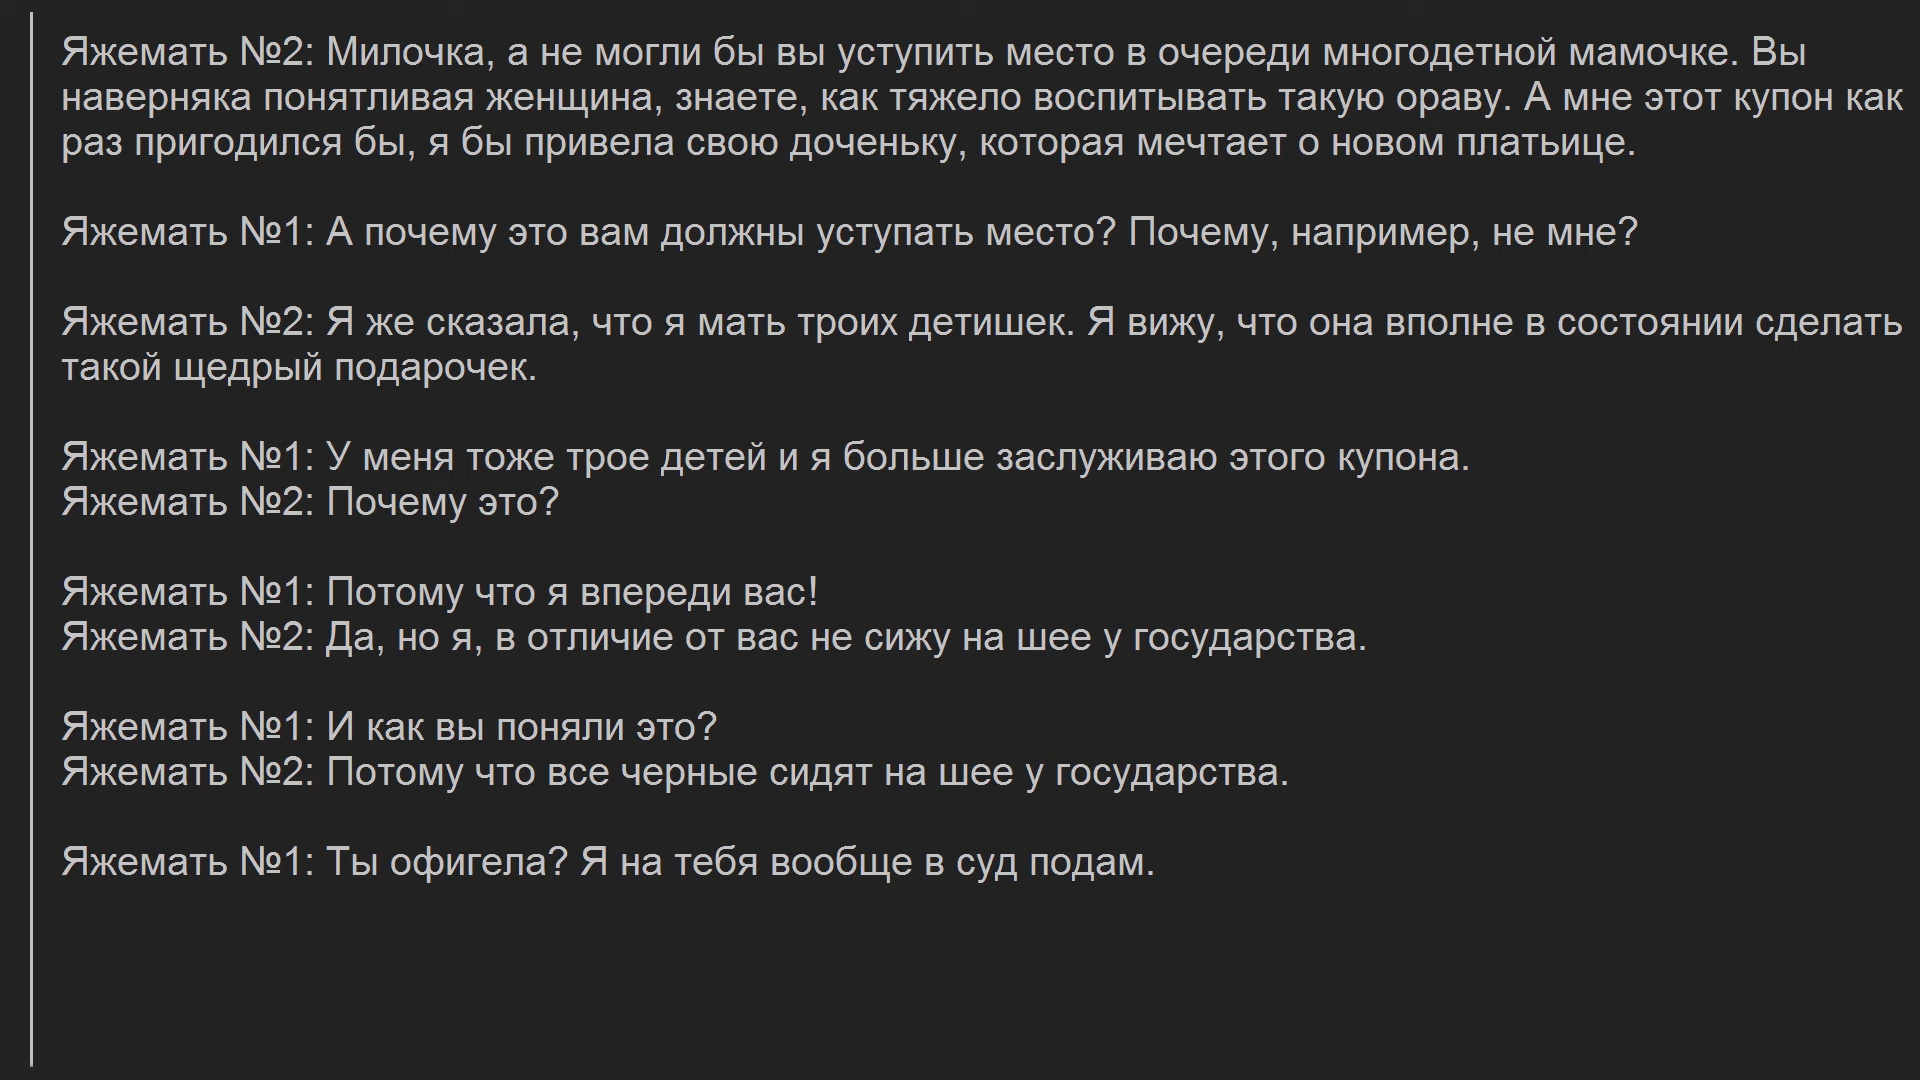 Яжемать №2: Милочка, а не могли бы вы уступить место в очереди многодетной мамочке. Вы
наверняка понятливая женщина, знаете, как тяжело воспитывать такую ораву. А мне этот купон как
раз пригодился бы, я бы привела свою доченьку, которая мечтает о новом платьице.
Яжемать №1: А почему это вам должны уступать место? Почему, например, не мне?
Яжемать №2: Я же сказала, что я мать троих детишек. Я вижу, что она вполне в состоянии сделать
такой щедрый подарочек.
Яжемать №1: У меня тоже трое детей и я больше заслуживаю этого купона.
Яжемать №2: Почему это?
Яжемать №1: Потому что я впереди вас!
Яжемать №2: Да, но я, в отличие от вас не сижу на шее у государства.
Яжемать №1: И как вы поняли это?
Яжемать №2: Потому что все черные сидят на шее у государства.
Яжемать №1: Ты офигела? Я на тебя вообще в суд подам.